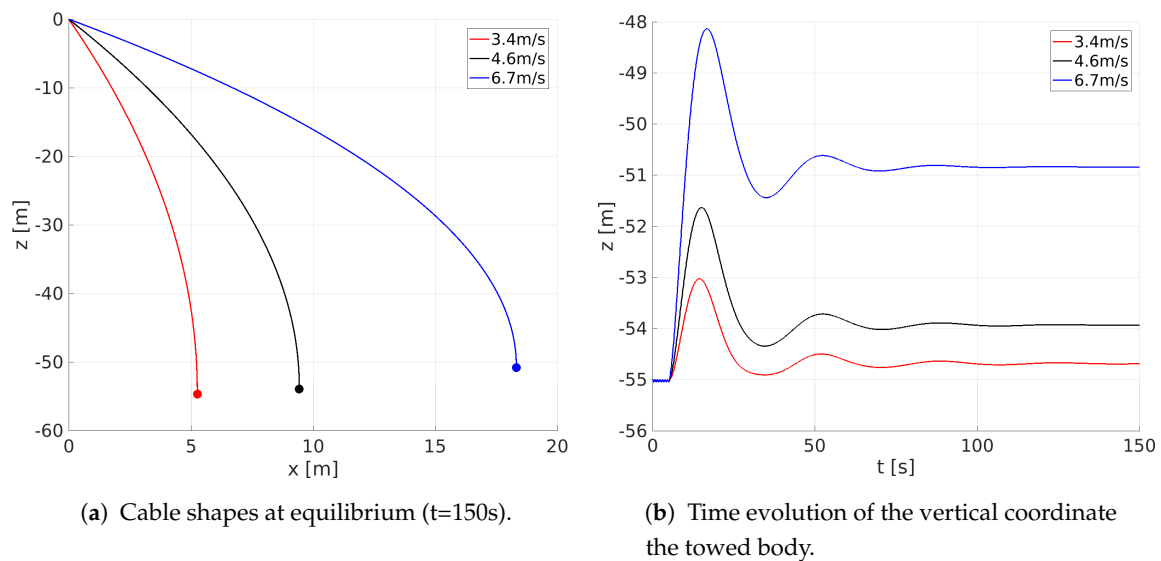 0
-10
-20
-30
-40
-50
-60
z [m]
0
5
10
15
20
x [m]
3.4m/s
4.6m/s
6.7m/s
(a) Cable shapes at equilibrium (t=150s).
-48
-49
-50
-51
-52
-53
-54
-55
-56
z [m]
0
50
100
150
t [s]
3.4m/s
4.6m/s
6.7m/s
(b) Time evolution of the vertical coordinate
the towed body.